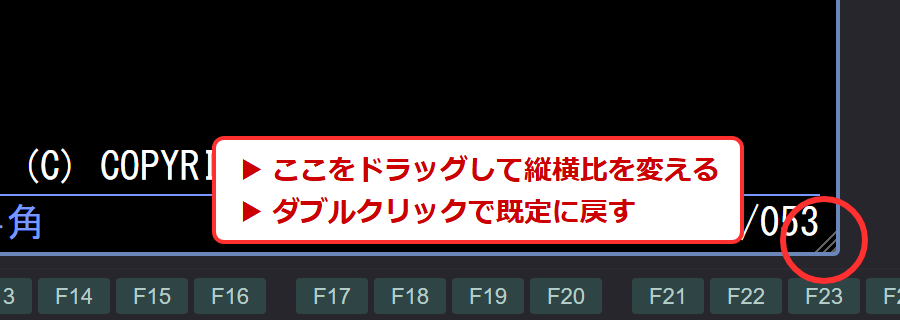 (C) COPYRI
▶ ここをドラッグして縦横比を変える
▶ ダブルクリックで既定に戻す
角 /053
3 F14 F15 F16 F17 F18 F19 F20 F21 F22 F23